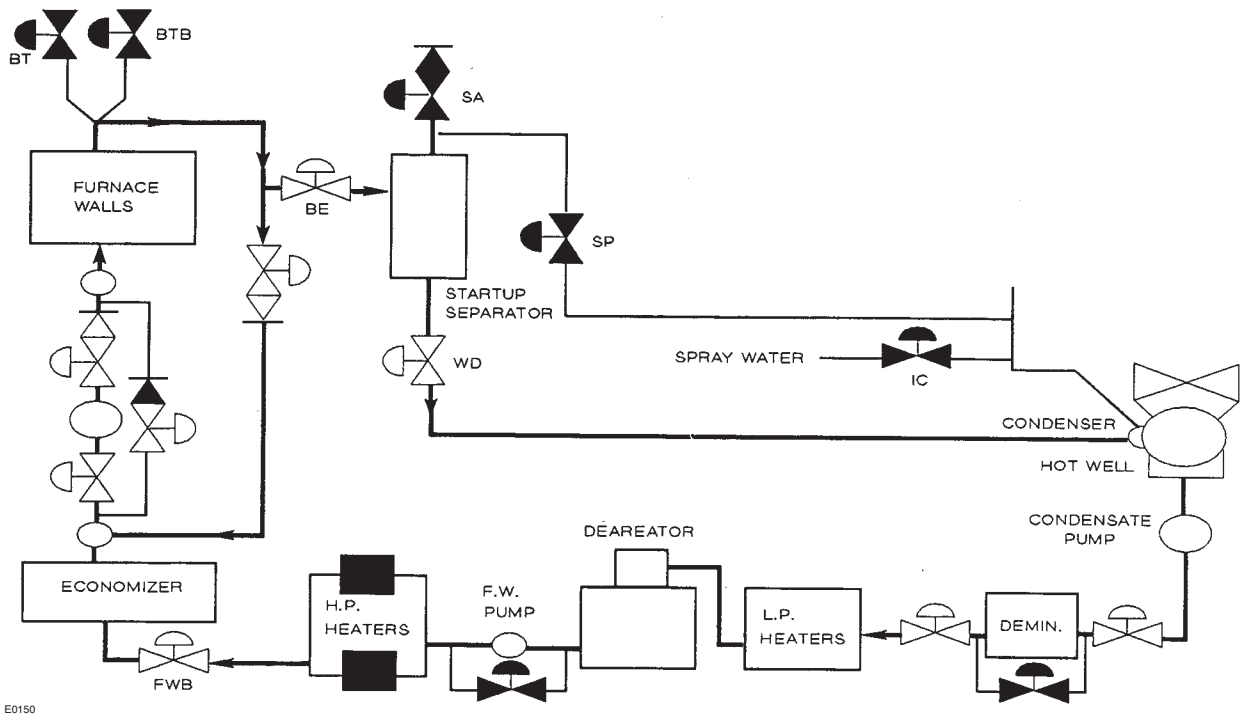 BT
BTB
SA
FURNACE
WALLS
BE
SP
STARTUP
SEPARATOR
SPRAY WATER
IC
WD
CONDENSER
HOT WELL
CONDENSATE
PUMP
DEAREATOR
ECONOMIZER
H.P.
HEATERS
F.W.
PUMP
L.P.
HEATERS
DEMIN.
FWB
E0150